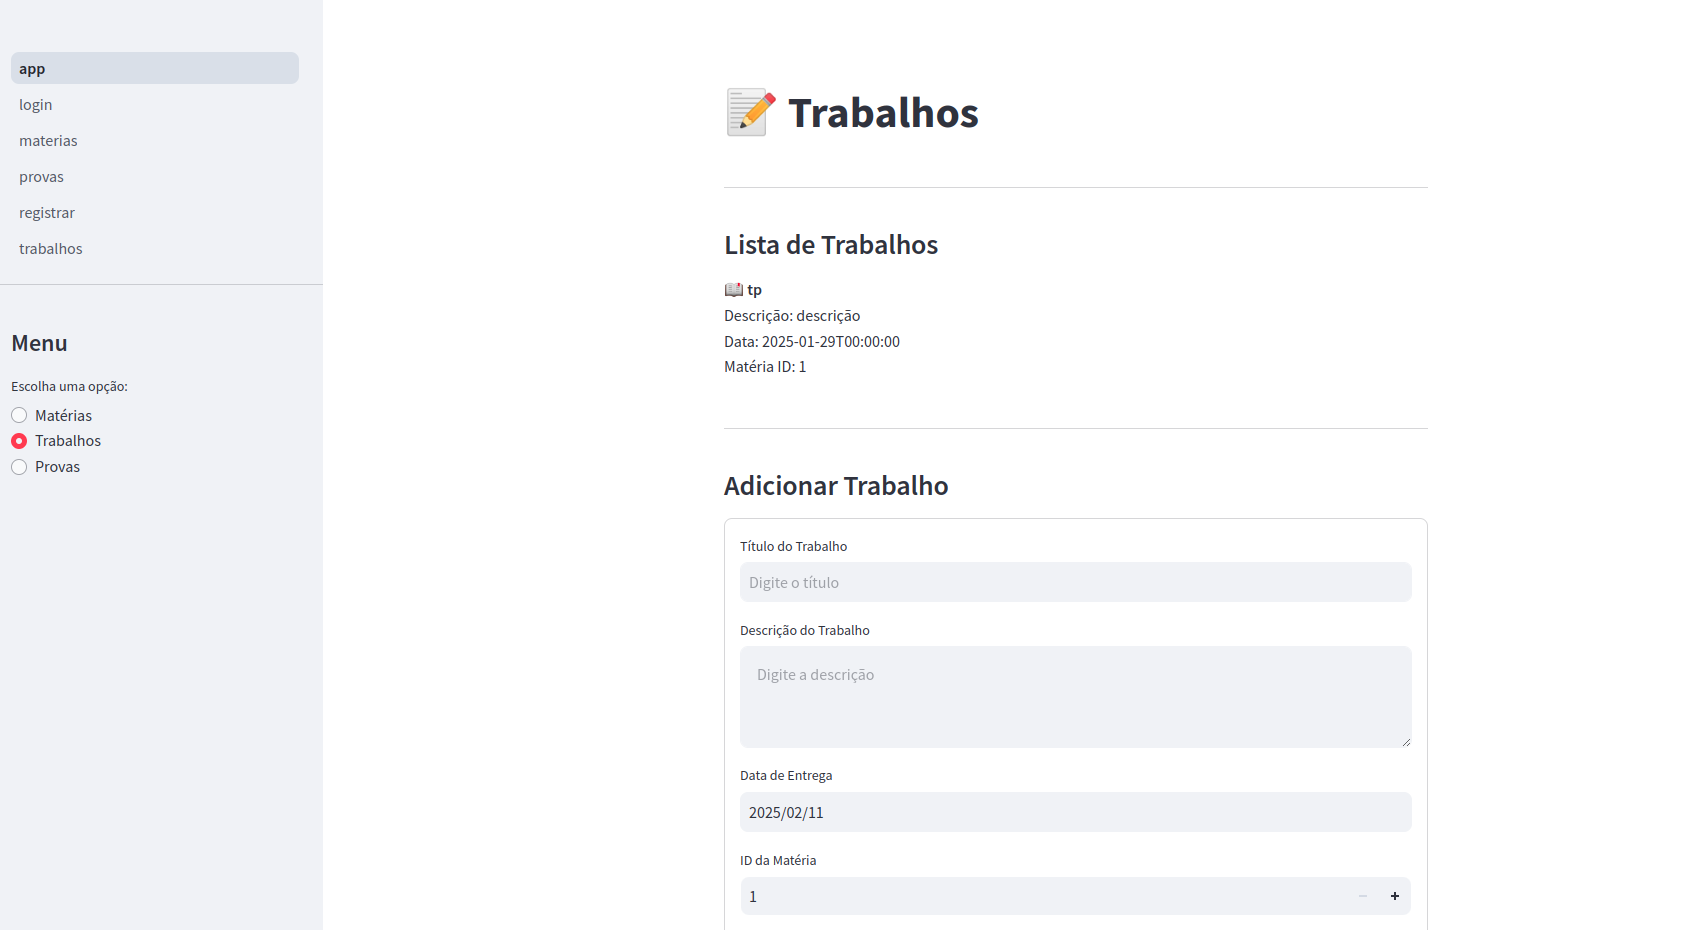 app
login
materias
provas
registrar
trabalhos
Menu
Escolha uma opção:
Matérias
Trabalhos
Provas
Trabalhos
Lista de Trabalhos
tp
Descrição: descrição
Data: 2025-01-29T00:00:00
Matéria ID: 1
Adicionar Trabalho
Título do Trabalho
Digite o título
Descrição do Trabalho
Digite a descrição
Data de Entrega
2025/02/11
ID da Matéria
1